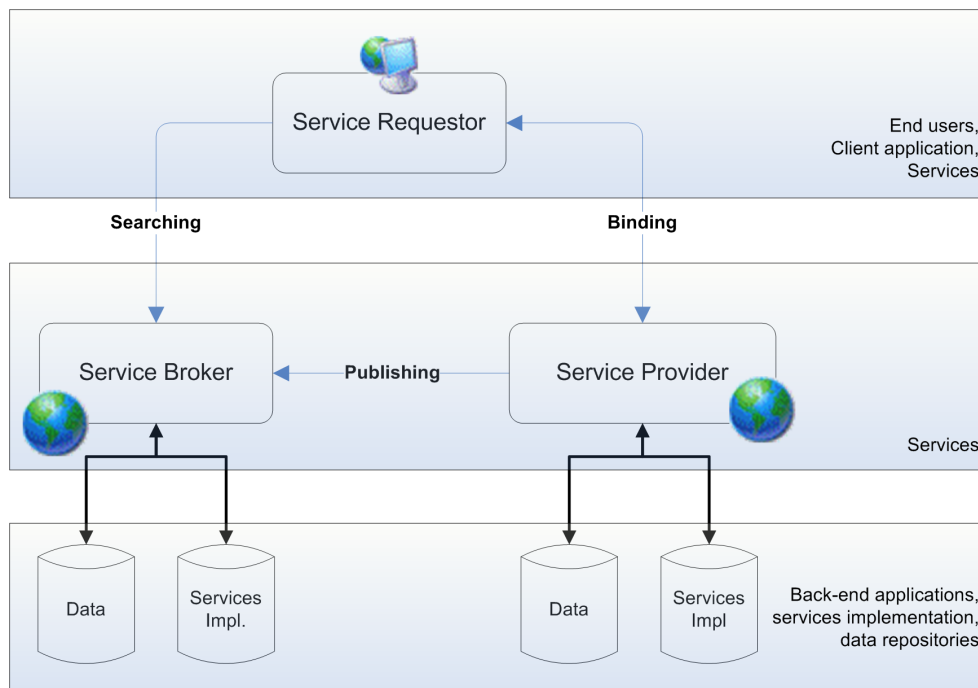 Service Requestor
End users,
Client application,
Services
Searching
Binding
Service Broker
Publishing
Service Provider
Services
Data
Services
Impl.
Data
Services
Impl
Back-end applications,
services implementation,
data repositories